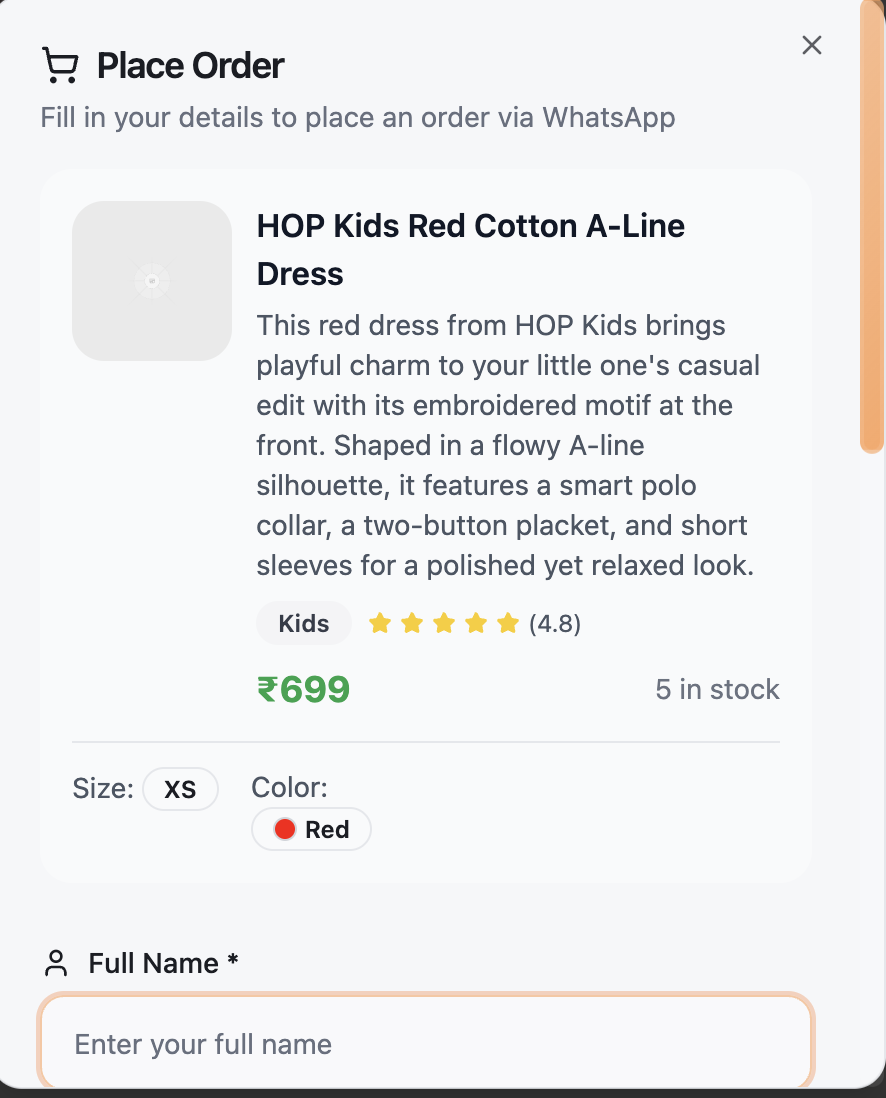 Place Order
Fill in your details to place an order via WhatsApp
HOP Kids Red Cotton A-Line
Dress
This red dress from HOP Kids brings
playful charm to your little one's casual
edit with its embroidered motif at the
front. Shaped in a flowy A-line
silhouette, it features a smart polo
collar, a two-button placket, and short
sleeves for a polished yet relaxed look.
Kids (4.8)
₹699 5 in stock
Size: XS Color:
Red
Full Name *
Enter your full name